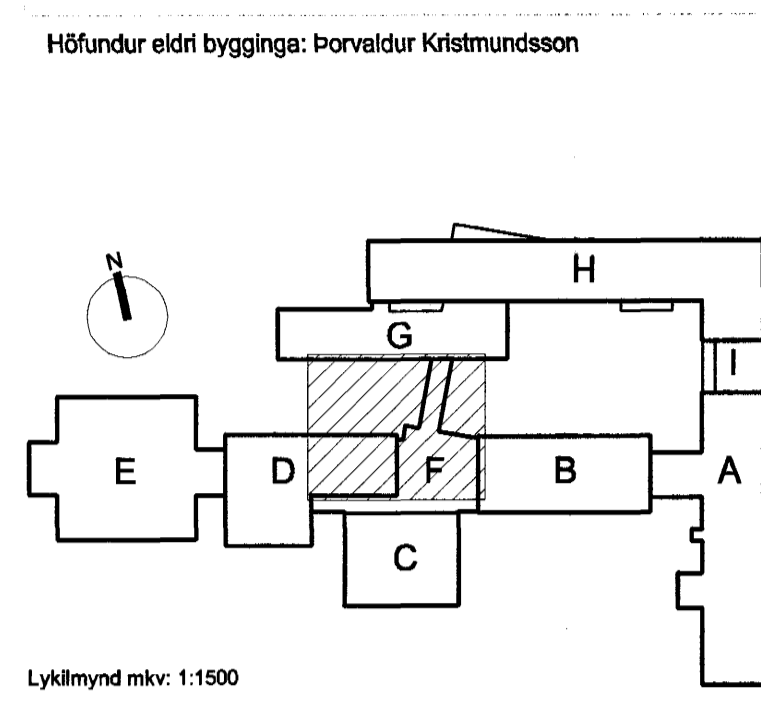 Höfundur eldri bygginga: Þorvaldur Kristmundsson
N
H
G
I
E
D
F
B
A
C
Lykilmynd mkv: 1:1500